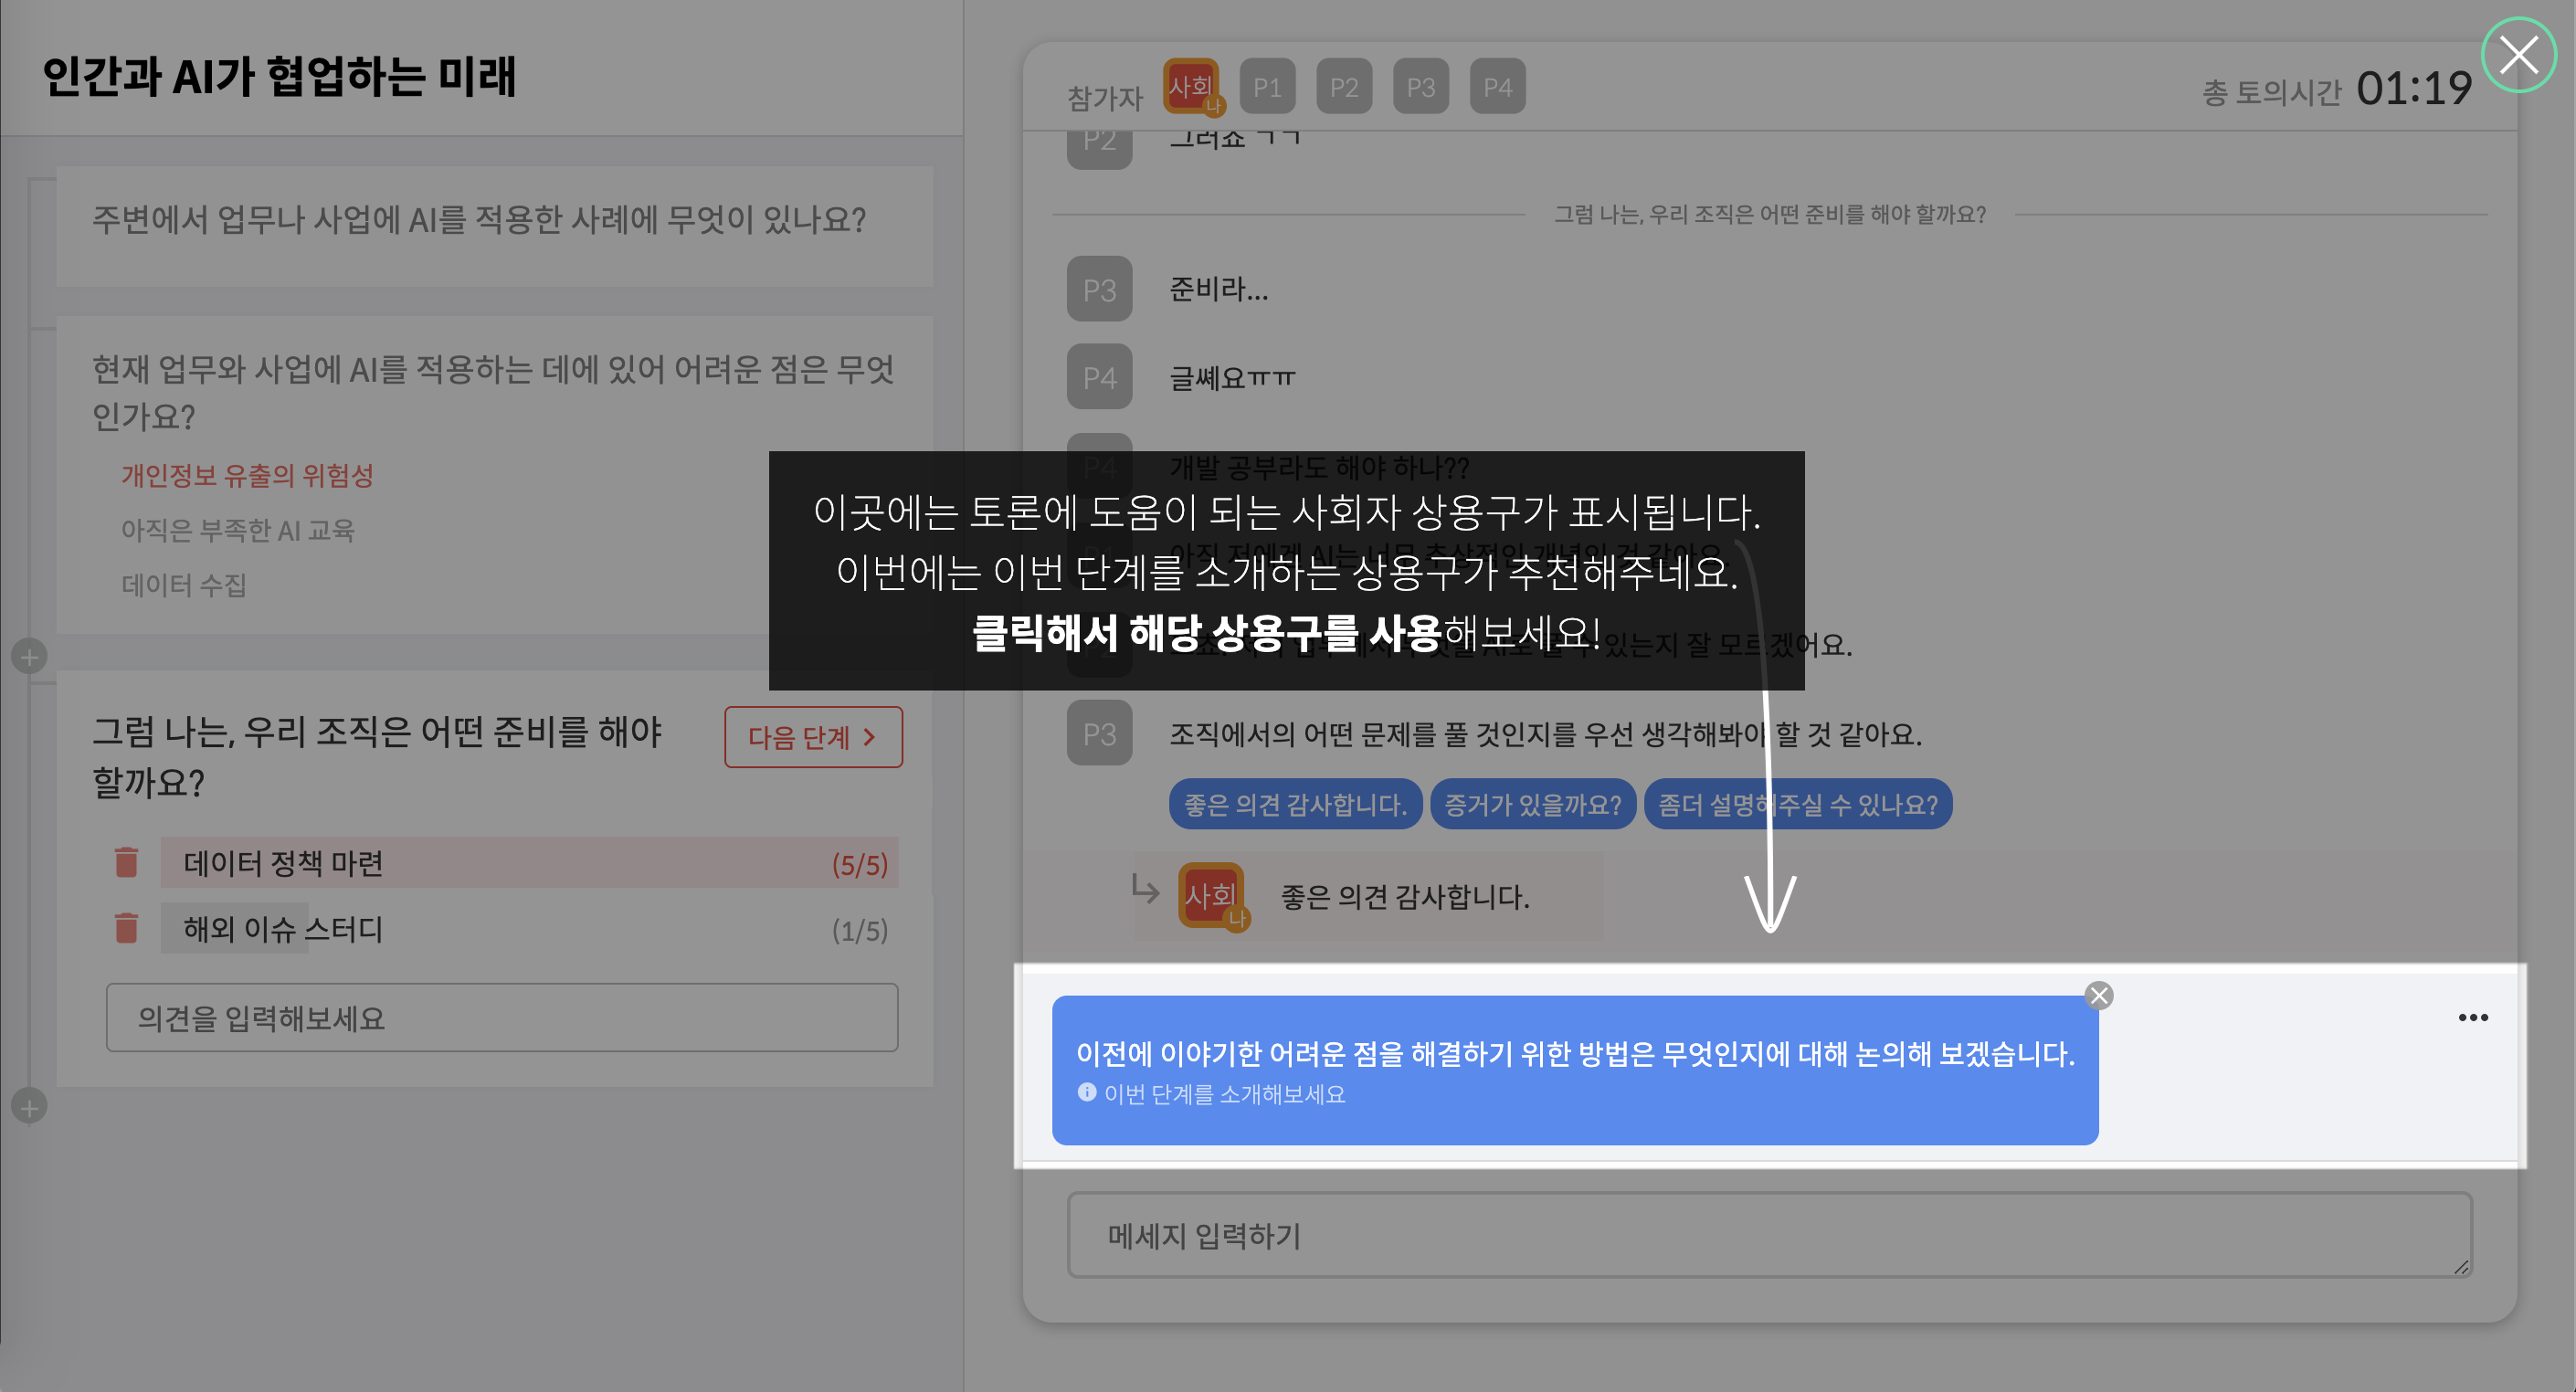 인간과 AI가 협업하는 미래
주변에서 업무나 사업에 AI를 적용한 사례에 무엇이 있나요?
현재 업무와 사업에 AI를 적용하는 데에 있어 어려운 점은 무엇
인가요?
개인정보 유출의 위험성
아직은 부족한 AI 교육
데이터 수집
그럼 나는, 우리 조직은 어떤 준비를 해야
할까요?
다음 단계
데이터 정책 마련 (5/5)
해외 이슈 스터디 (1/5)
의견을 입력해보세요
참가자 사회 나 P1 P2 P3 P4 총 토의시간 01:19
P2 그러죠 ㄱㄱ
그럼 나는, 우리 조직은 어떤 준비를 해야 할까요?
P3 준비라...
P4 글쎄요ㅠㅠ
P4 개발 공부라도 해야 하나??
P1 아직 저에게 AI는 너무 추상적인 개념인 것 같아요.
있는지 잘 모르겠어요.
이곳에는 토론에 도움이 되는 사회자 상용구가 표시됩니다.
이번에는 이번 단계를 소개하는 상용구가 추천해주네요.
클릭해서 해당 상용구를 사용해보세요!
P3 조직에서의 어떤 문제를 풀 것인지를 우선 생각해봐야 할 것 같아요.
좋은 의견 감사합니다. 증거가 있을까요? 좀더 설명해주실 수 있나요?
사회 나 좋은 의견 감사합니다.
이전에 이야기한 어려운 점을 해결하기 위한 방법은 무엇인지에 대해 논의해 보겠습니다.
이번 단계를 소개해보세요
메세지 입력하기